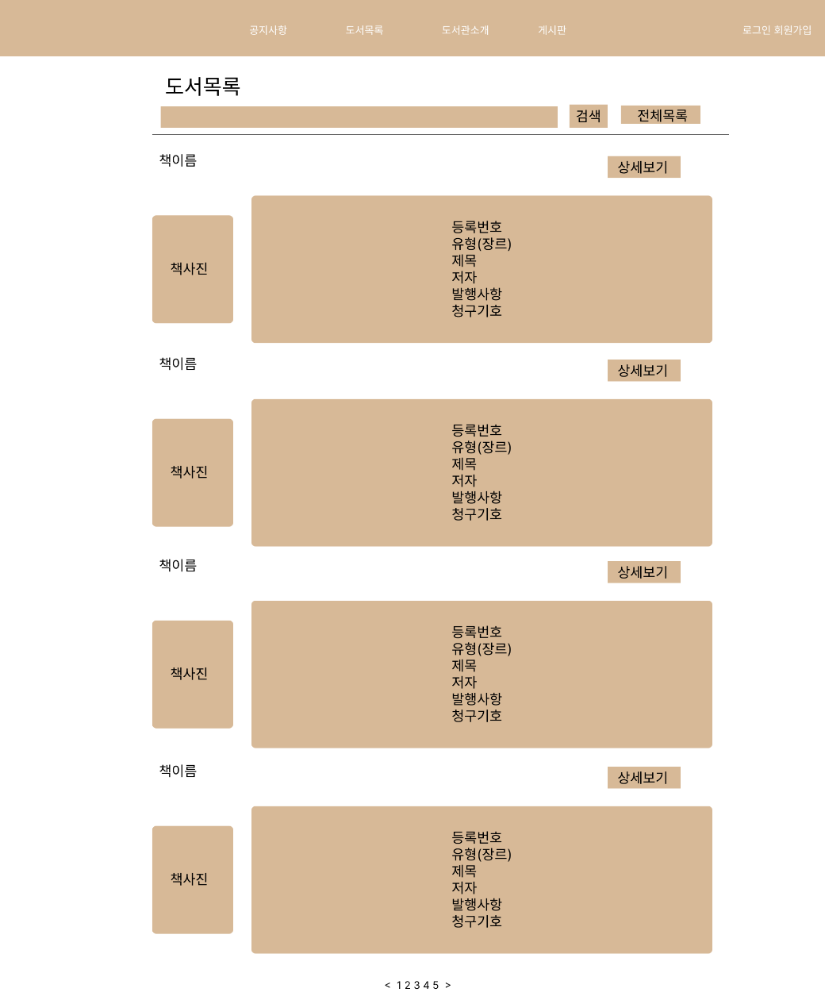 공지사항 도서목록 도서관소개 게시판 로그인 회원가입
도서목록
검색 전체목록
책이름
상세보기
책사진
등록번호
유형(장르)
제목
저자
발행사항
청구기호
책이름
상세보기
책사진
등록번호
유형(장르)
제목
저자
발행사항
청구기호
책이름
상세보기
책사진
등록번호
유형(장르)
제목
저자
발행사항
청구기호
책이름
상세보기
책사진
등록번호
유형(장르)
제목
저자
발행사항
청구기호
< 1 2 3 4 5 >